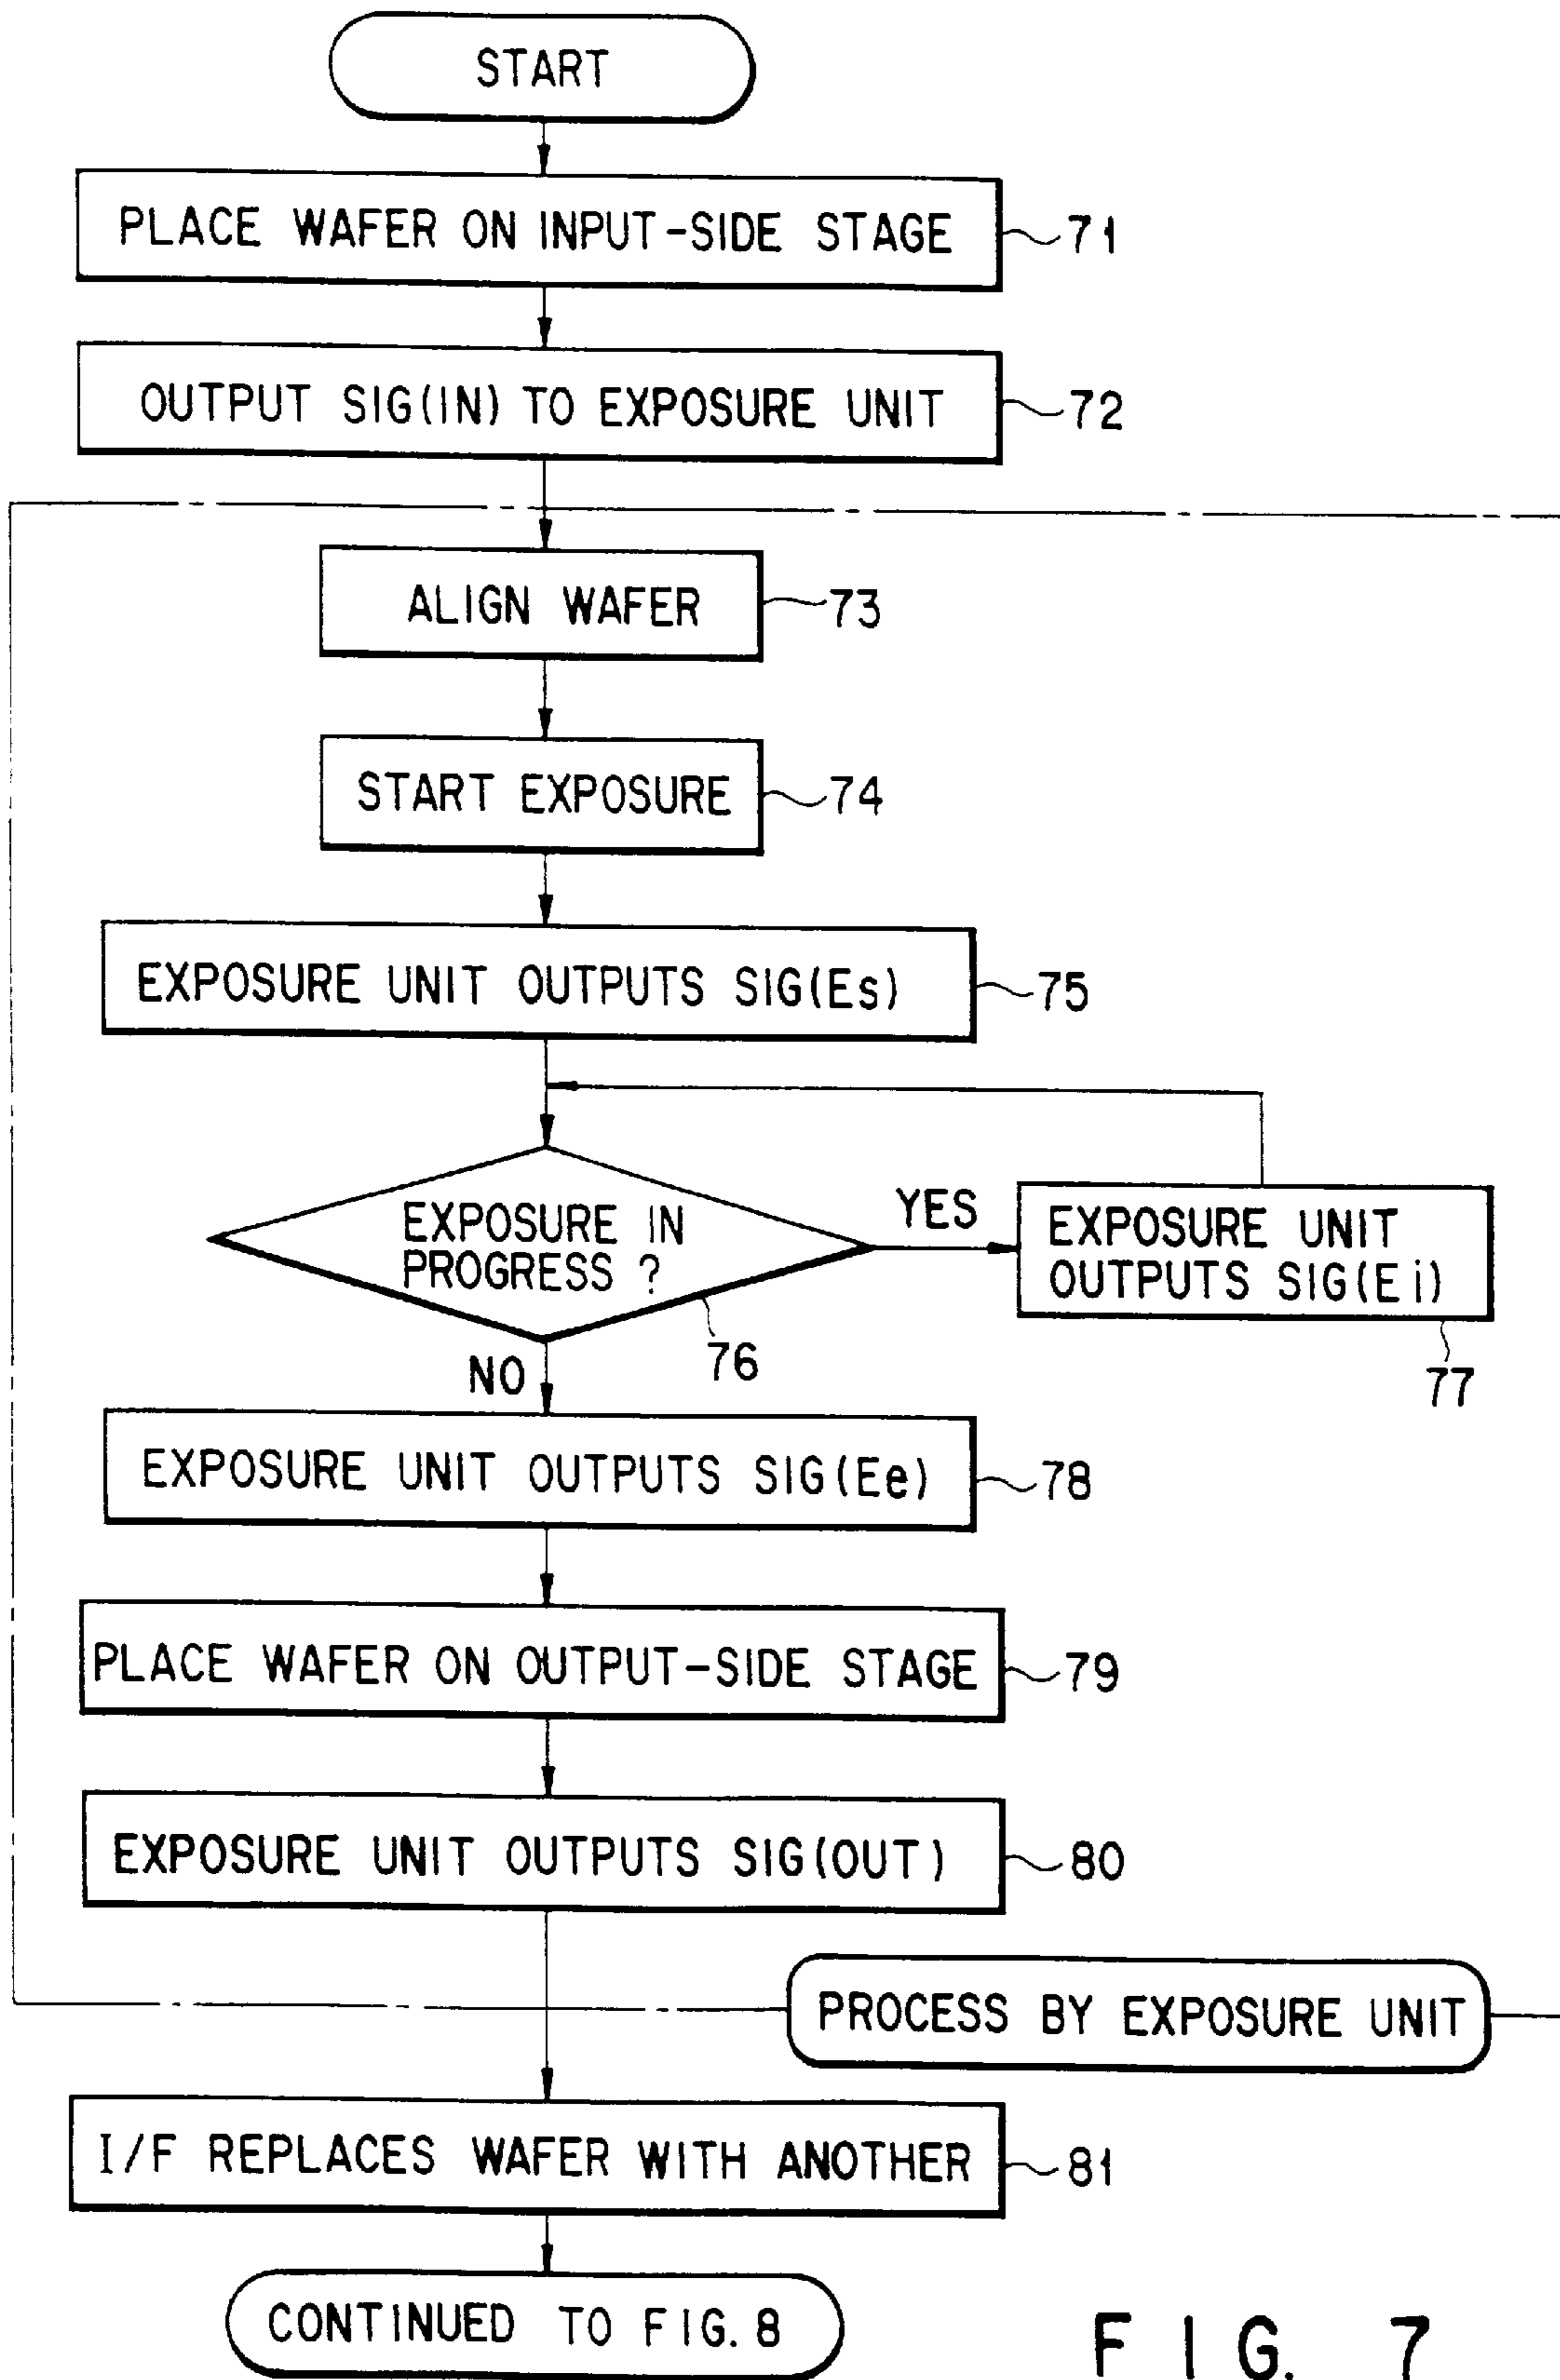 START
PLACE WAFER ON INPUT-SIDE STAGE
71
OUTPUT SIG(IN) TO EXPOSURE UNIT
72
ALIGN WAFER
73
START EXPOSURE
74
EXPOSURE UNIT OUTPUTS SIG(Es)
75
EXPOSURE IN
PROGRESS ?
76
YES
EXPOSURE UNIT
OUTPUTS SIG(Ei)
77
NO
EXPOSURE UNIT OUTPUTS SIG(Ee)
78
PLACE WAFER ON OUTPUT-SIDE STAGE
79
EXPOSURE UNIT OUTPUTS SIG(OUT)
80
PROCESS BY EXPOSURE UNIT
I/F REPLACES WAFER WITH ANOTHER
81
CONTINUED TO FIG. 8
FIG. 7